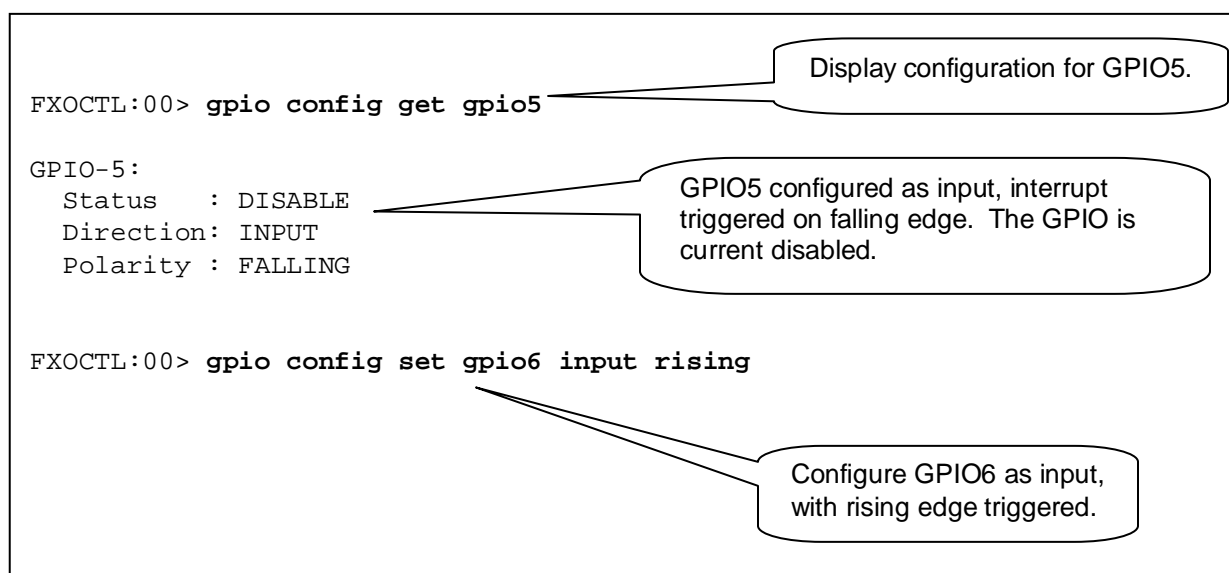 Display configuration for GPIO5.
FXOCTL:00> gpio config get gpio5
GPIO-5:
Status   : DISABLE
Direction: INPUT
Polarity : FALLING
GPIO5 configured as input, interrupt
triggered on falling edge.  The GPIO is
current disabled.
FXOCTL:00> gpio config set gpio6 input rising
Configure GPIO6 as input,
with rising edge triggered.